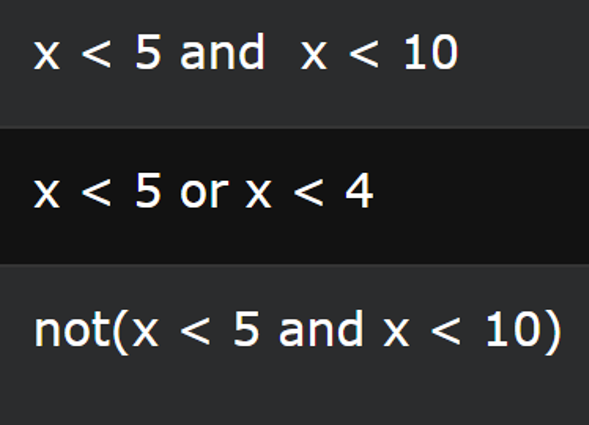 x < 5 and  x < 10
x < 5 or x < 4
not(x < 5 and x < 10)